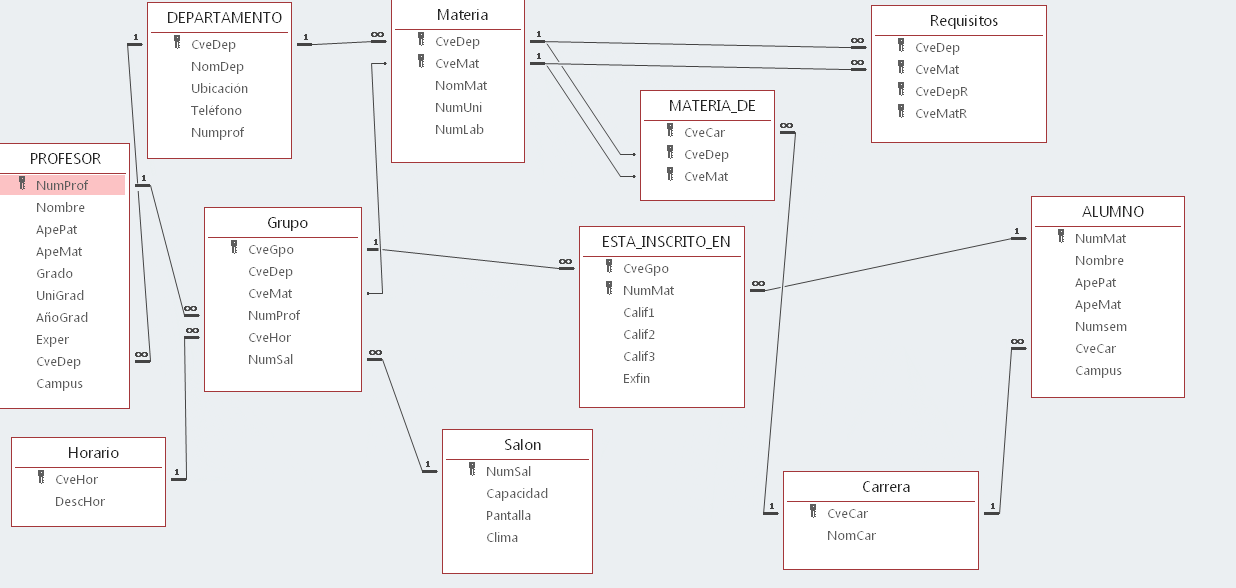 DEPARTAMENTO
CveDep
NomDep
Ubicación
Teléfono
Numprof
Materia
CveDep
CveMat
NomMat
NumUni
NumLab
Requisitos
CveDep
CveMat
CveDepR
CveMatR
MATERIA_DE
CveCar
CveDep
CveMat
PROFESOR
NumProf
Nombre
ApePat
ApeMat
Grado
UniGrad
AñoGrad
Exper
CveDep
Campus
Grupo
CveGpo
CveDep
CveMat
NumProf
CveHor
NumSal
ESTA_INSCRITO_EN
CveGpo
NumMat
Calif1
Calif2
Calif3
Exfin
ALUMNO
NumMat
Nombre
ApePat
ApeMat
Numsem
CveCar
Campus
Horario
CveHor
DescHor
Salon
NumSal
Capacidad
Pantalla
Clima
Carrera
CveCar
NomCar
1
1
∞
1
1
∞
∞
∞
1
∞
∞
∞
1
1
∞
∞
1
∞
1
∞
1
1